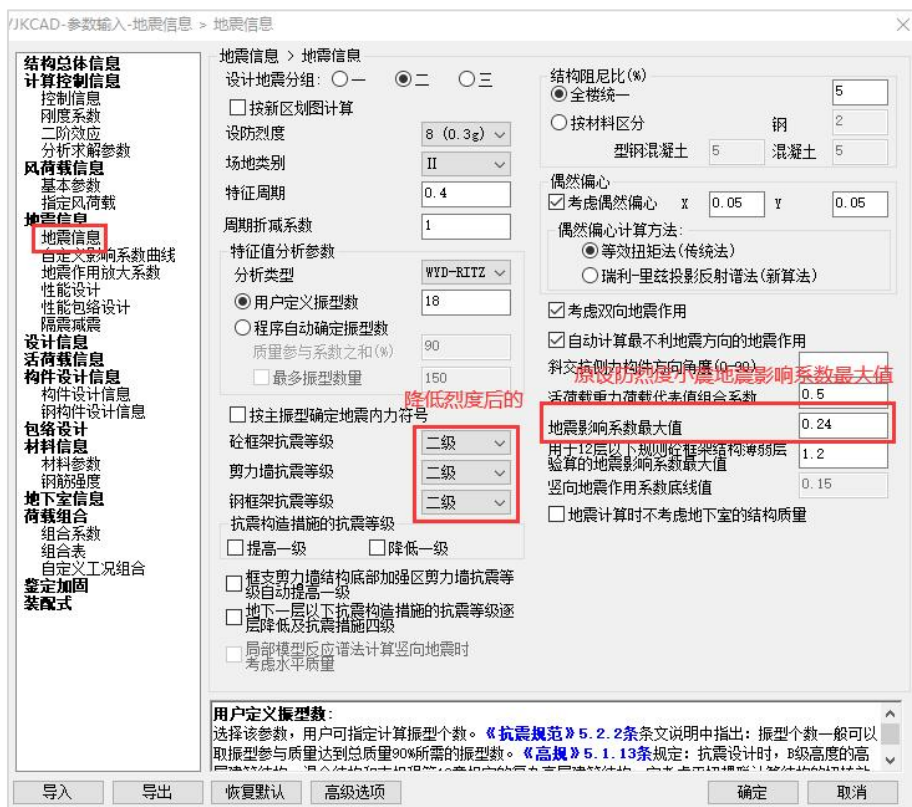 YJKCAD-参数输入-地震信息 > 地震信息
结构总体信息
计算控制信息
控制信息
刚度系数
二阶效应
分析求解参数
风荷载信息
基本参数
指定风荷载
地震信息
地震信息
自定义影响系数曲线
地震作用放大系数
性能设计
性能包络设计
隔震减震
设计信息
活荷载信息
构件设计信息
构件设计信息
钢构件设计信息
包络设计
材料信息
材料参数
钢筋强度
地下室信息
荷载组合
组合系数
组合表
自定义工况组合
鉴定加固
装配式
地震信息 > 地震信息
设计地震分组: 一 二 三
按新区划图计算
设防烈度 8 (0.3g)
场地类别 II
特征周期 0.4
周期折减系数 1
特征值分析参数
分析类型 WYD-RITZ
用户定义振型数 18
程序自动确定振型数
质量参与系数之和(%) 90
最多振型数量 150
降低烈度后的
按主振型确定地震内力符号
砼框架抗震等级 二级
剪力墙抗震等级 二级
钢框架抗震等级 二级
抗震构造措施的抗震等级
提高一级 降低一级
框支剪力墙结构底部加强区剪力墙抗震等
级自动提高一级
地下一层以下抗震构造措施的抗震等级逐
层降低及抗震措施四级
局部模型反应谱法计算竖向地震时
考虑水平质量
结构阻尼比(%)
全楼统一 5
按材料区分 钢 2
型钢混凝土 5 混凝土 5
偶然偏心
考虑偶然偏心 X 0.05 Y 0.05
偶然偏心计算方法:
等效扭矩法(传统法)
瑞利-里兹投影反射谱法(新算法)
考虑双向地震作用
自动计算最不利地震方向的地震作用
斜交抗侧力构件方向角度(0-90)
原设防烈度小震地震影响系数最大值
活荷载重力荷载代表值组合系数 0.5
地震影响系数最大值 0.24
用于12层以下规则砼框架结构薄弱层
验算的地震影响系数最大值 1.2
竖向地震作用系数底线值 0.15
地震计算时不考虑地下室的结构质量
用户定义振型数:
选择该参数，用户可指定计算振型个数。《抗震规范》5.2.2条条文说明中指出：振型个数一般可以
取振型参与质量达到总质量90%所需的振型数。《高规》5.1.13条规定：抗震设计时，B级高度的高
导入 导出 恢复默认 高级选项 确定 取消